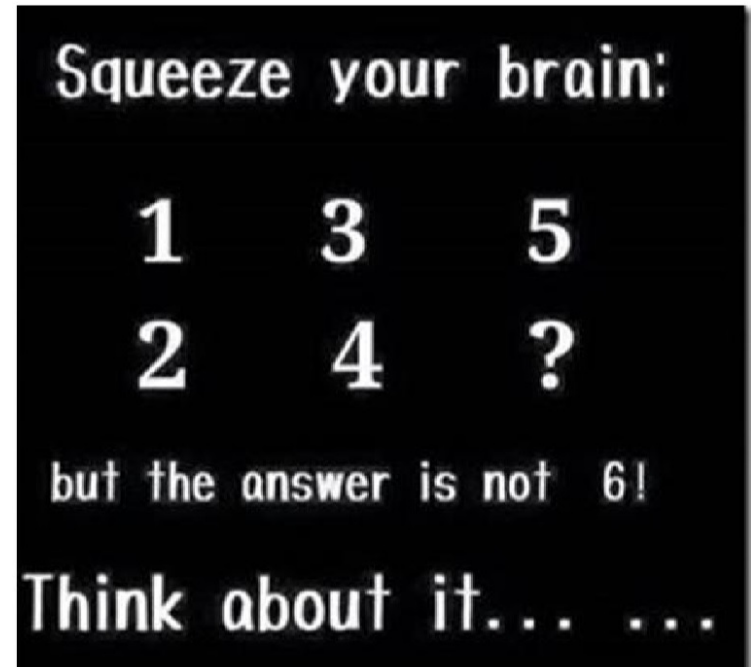 Squeeze your brain:
1 3 5
2 4 ?
but the answer is not 6!
Think about it... ...